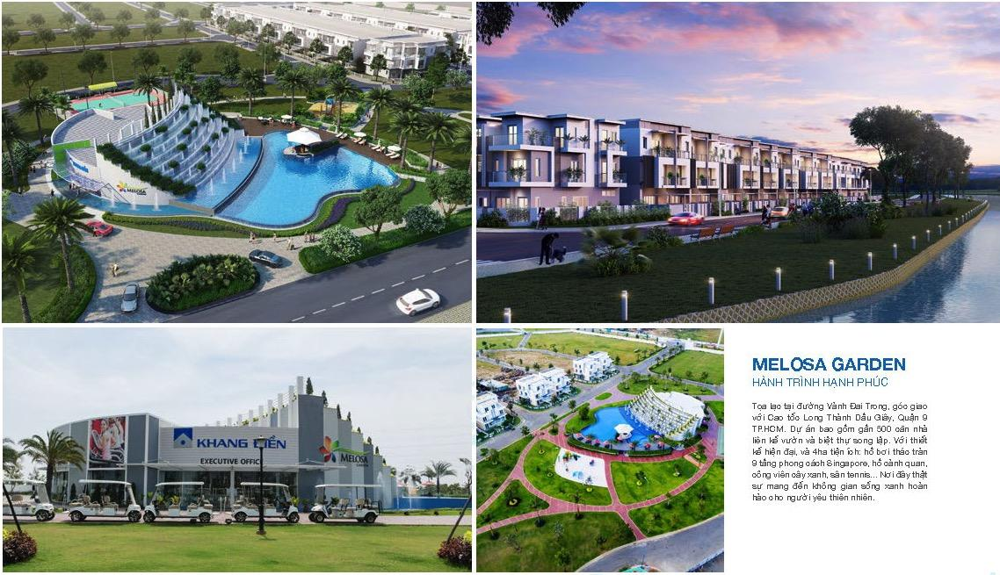 MELOSA
GARDEN
KHANG ĐIỀN
EXECUTIVE OFFICE
MELOSA
GARDEN
MELOSA GARDEN
HÀNH TRÌNH HẠNH PHÚC
Tọa lạc tại đường Vành Đai Trong, góc giao
với Cao tốc Long Thành Dầu Giây, Quận 9
TP.HCM. Dự án bao gồm gần 500 căn nhà
liên kế vườn và biệt thự song lập. Với thiết
kế hiện đại, và 4ha tiện ích: hồ bơi thác tràn
9 tầng phong cách Singapore, hồ cảnh quan,
công viên cây xanh, sân tennis... Nơi đây thật
sự mang đến không gian sống xanh hoàn
hảo cho người yêu thiên nhiên.